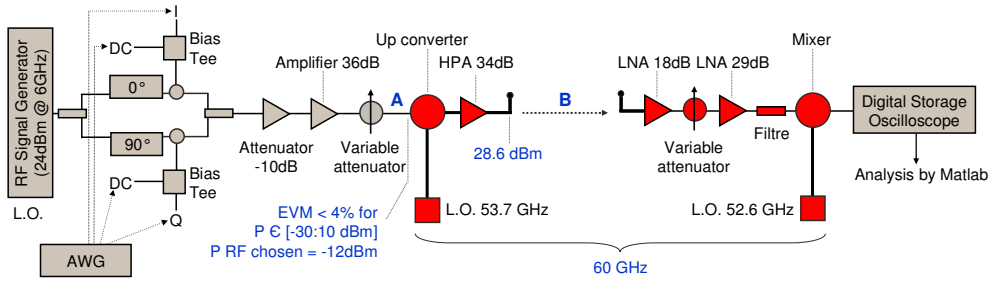 RF Signal Generator
(24dBm @ 6GHz)
L.O.
I
DC
Bias
Tee
0°
90°
DC
Bias
Tee
Q
AWG
Attenuator
-10dB
Amplifier 36dB
Variable
attenuator
A
EVM < 4% for
P Є [-30:10 dBm]
P RF chosen = -12dBm
Up converter
HPA 34dB
28.6 dBm
L.O. 53.7 GHz
B
LNA 18dB
LNA 29dB
Variable
attenuator
Filtre
Mixer
L.O. 52.6 GHz
60 GHz
Digital Storage
Oscilloscope
Analysis by Matlab